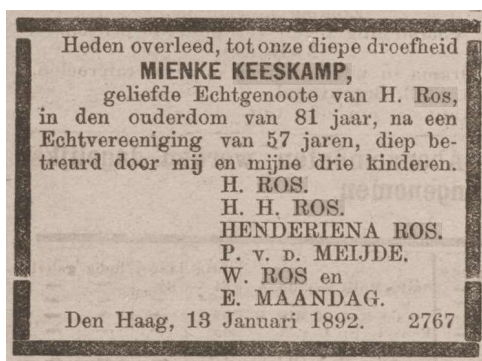 Heden overleed, tot onze diepe droefheid
MIENKE KEESKAMP,
geliefde Echtgenoote van H. Ros,
in den ouderdom van 81 jaar, na een
Echtvereeniging van 57 jaren, diep be-
treurd door mij en mijne drie kinderen.
H. ROS.
H. H. ROS.
HENDERIENA ROS.
P. v. D. MEIJDE.
W. ROS en
E. MAANDAG.
Den Haag, 13 Januari 1892. 2767